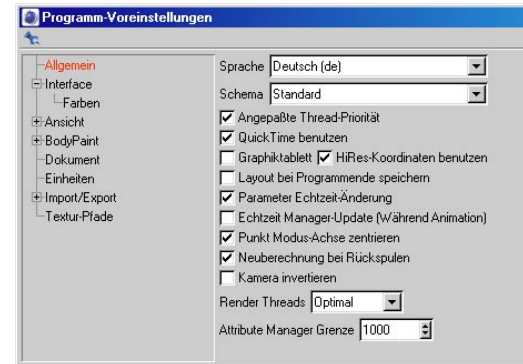 Programm-Voreinstellungen
Allgemein
Interface
Farben
Ansicht
BodyPaint
Dokument
Einheiten
Import/Export
Textur-Pfade
Sprache Deutsch (de)
Schema Standard
Angepaßte Thread-Priorität
QuickTime benutzen
Graphiktablett HiRes-Koordinaten benutzen
Layout bei Programmende speichern
Parameter Echtzeit-Änderung
Echtzeit Manager-Update (Während Animation)
Punkt Modus-Achse zentrieren
Neuberechnung bei Rückspulen
Kamera invertieren
Render Threads Optimal
Attribute Manager Grenze 1000